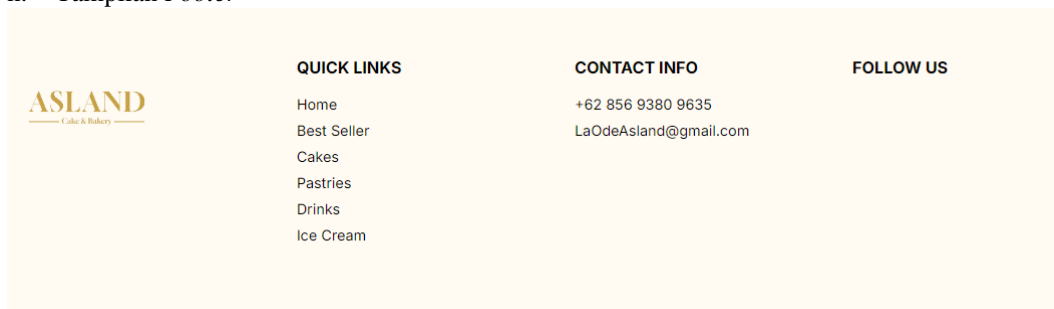 ASLAND
Cake & Bakery
QUICK LINKS
Home
Best Seller
Cakes
Pastries
Drinks
Ice Cream
CONTACT INFO
+62 856 9380 9635
LaOdeAsland@gmail.com
FOLLOW US